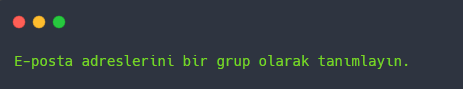 E-posta adreslerini bir grup olarak tanımlayın.